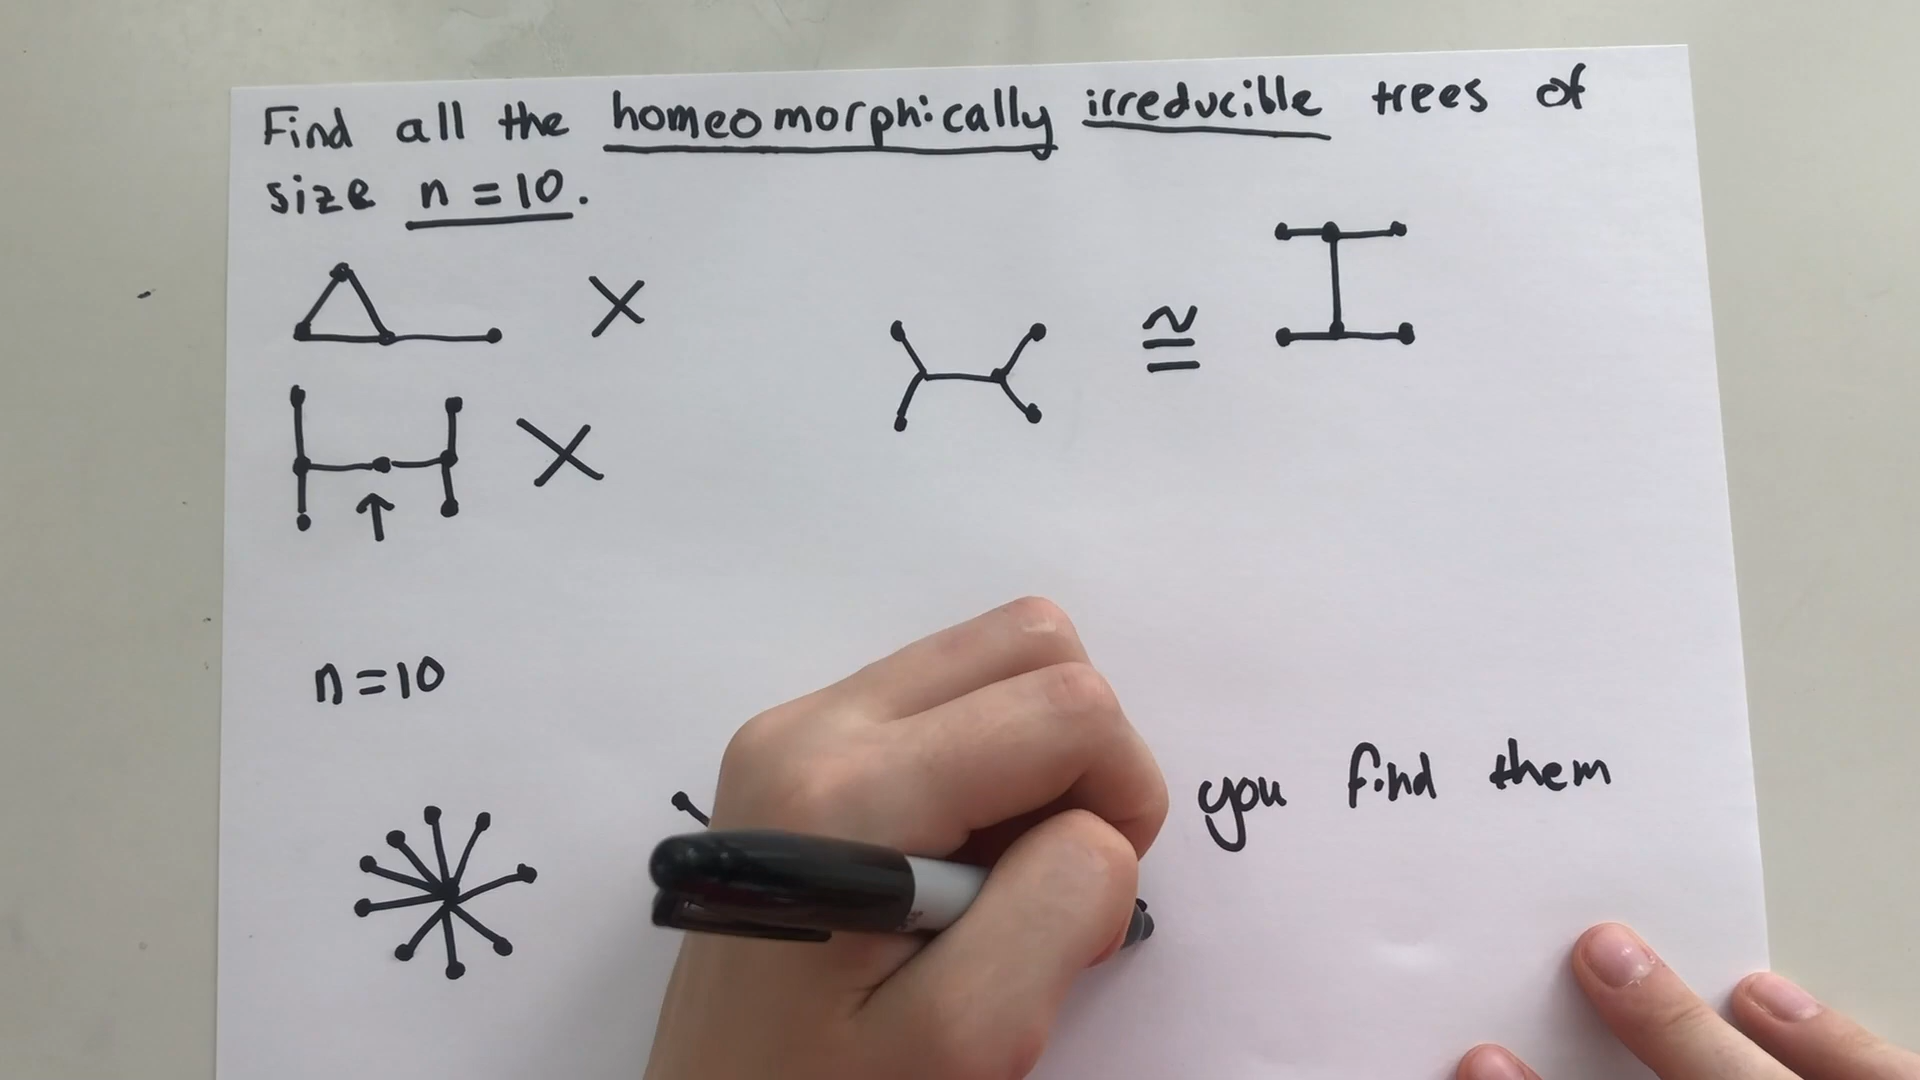 Find all the homeomorphically irreducible trees of
size n = 10.
≅
n = 10
you find them